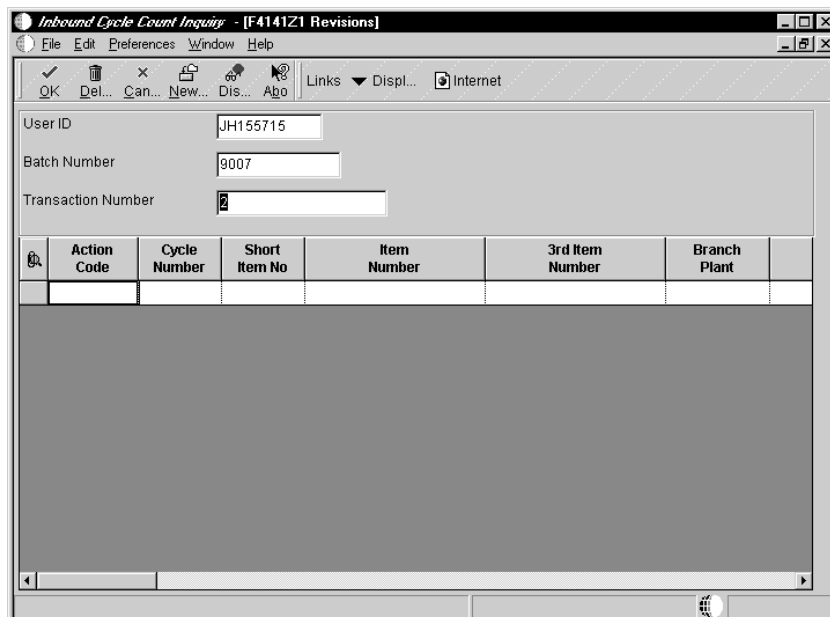 Inbound Cycle Count Inquiry - [F4141Z1 Revisions]
File Edit Preferences Window Help
OK Del... Can... New... Dis... Abo Links Displ... Internet
User ID JH155715
Batch Number 9007
Transaction Number 2
Action Code Cycle Number Short Item No Item Number 3rd Item Number Branch Plant